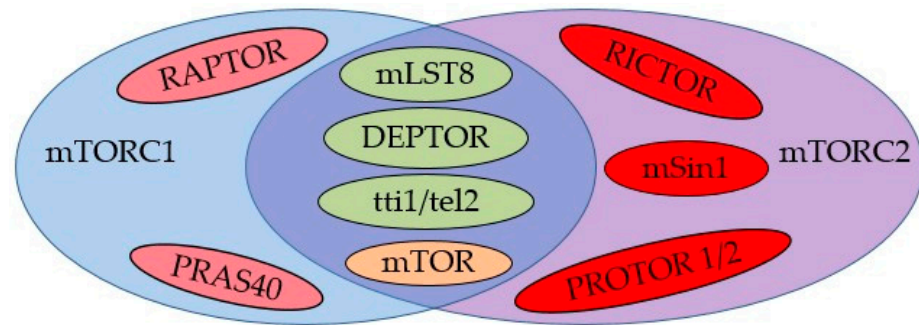 RAPTOR
mLST8
RICTOR
DEPTOR
mTORC1
mTORC2
mSin1
tti1/tel2
mTOR
PRAS40
PROTOR 1/2